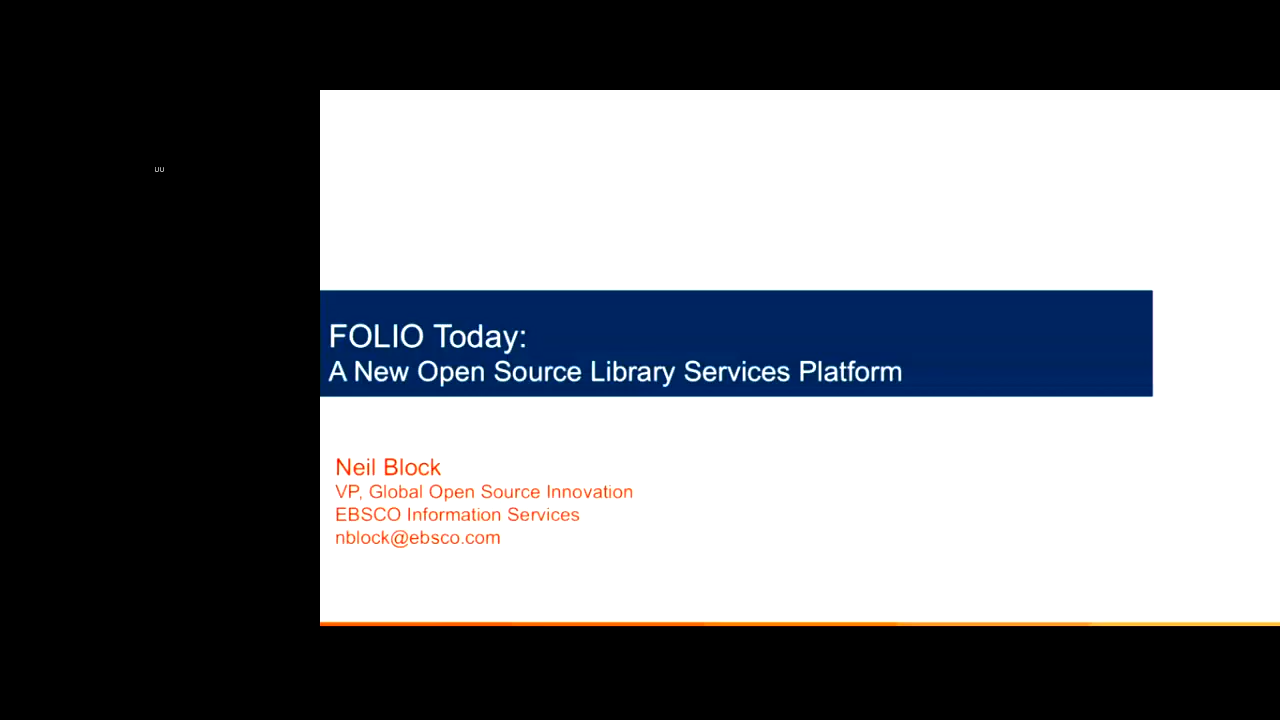 UU
FOLIO Today:
A New Open Source Library Services Platform
Neil Block
VP, Global Open Source Innovation
EBSCO Information Services
nblock@ebsco.com